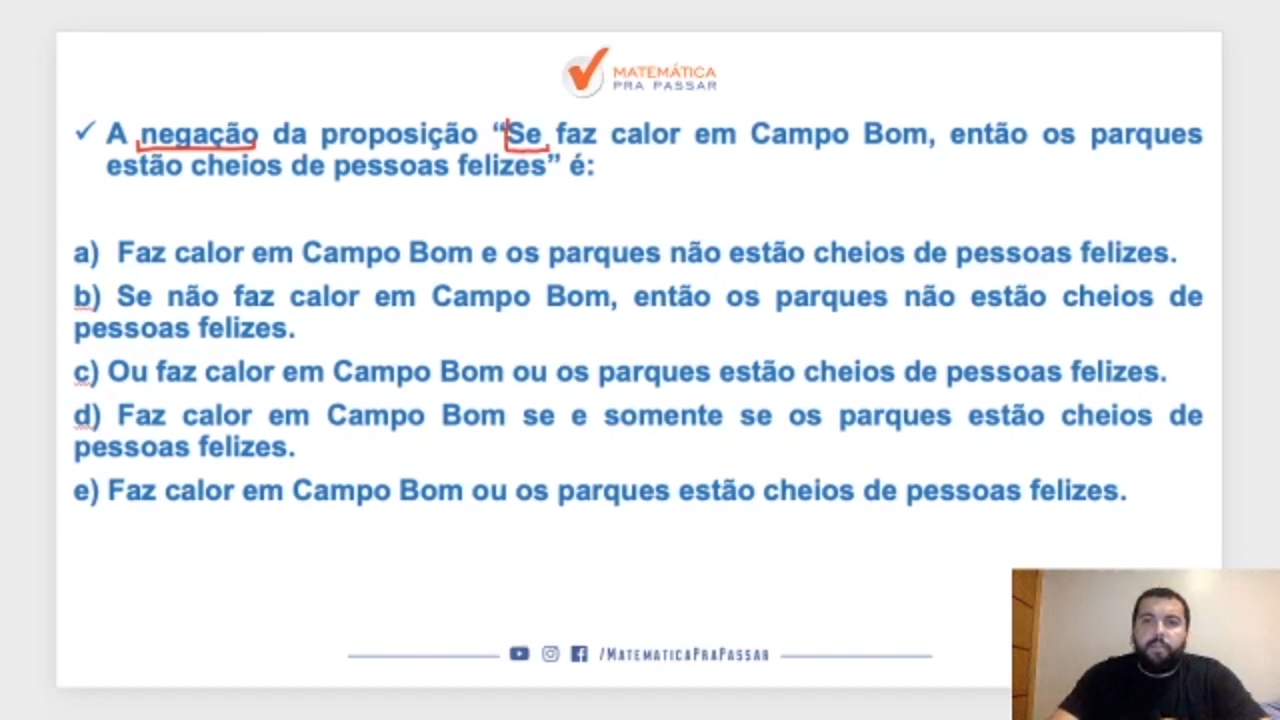 MATEMÁTICA
PRA PASSAR
✓ A negação da proposição “Se faz calor em Campo Bom, então os parques
estão cheios de pessoas felizes” é:
a) Faz calor em Campo Bom e os parques não estão cheios de pessoas felizes.
b) Se não faz calor em Campo Bom, então os parques não estão cheios de
pessoas felizes.
c) Ou faz calor em Campo Bom ou os parques estão cheios de pessoas felizes.
d) Faz calor em Campo Bom se e somente se os parques estão cheios de
pessoas felizes.
e) Faz calor em Campo Bom ou os parques estão cheios de pessoas felizes.
/MATEMATICAPRAPASSAR